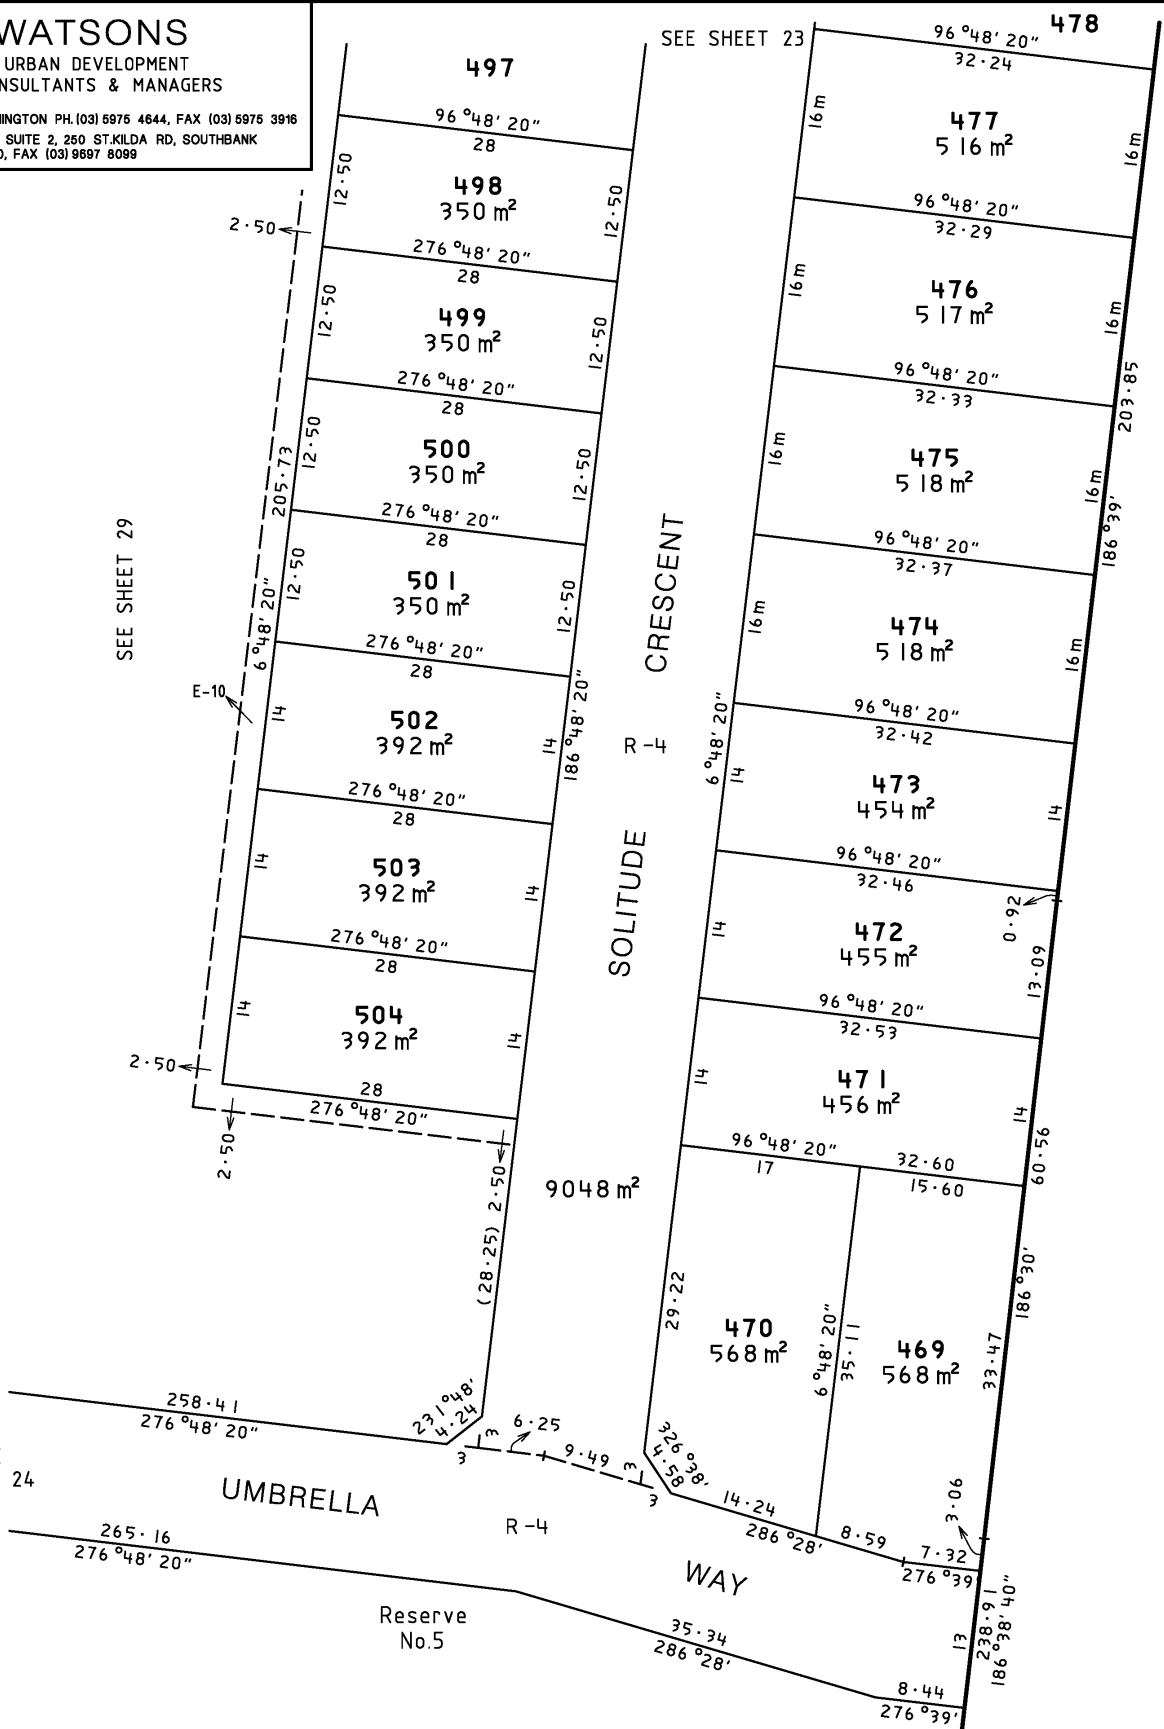 WATSONS
URBAN DEVELOPMENT
NSULTANTS & MANAGERS
INGTON PH.(03) 5975 4644, FAX (03) 5975 3916
SUITE 2, 250 ST.KILDA RD, SOUTHBANK
0, FAX (03) 9697 8099
SEE SHEET 23
478
96°48'20"
32·24
497
96°48'20"
28
16m
477
516 m²
16m
12·50
498
350 m²
12·50
96°48'20"
32·29
2·50
276°48'20"
28
16m
476
517 m²
16m
12·50
499
350 m²
12·50
96°48'20"
32·33
203·85
276°48'20"
28
12·50
500
350 m²
12·50
16m
475
518 m²
16m
186°39'
205·73
276°48'20"
28
96°48'20"
32·37
SEE SHEET 29
CRESCENT
12·50
501
350 m²
12·50
6°48'20"
16m
474
518 m²
16m
276°48'20"
28
E-10
14
502
392 m²
14
186°48'20"
R-4
6°48'20"
96°48'20"
32·42
14
473
454 m²
14
276°48'20"
28
SOLITUDE
96°48'20"
32·46
14
503
392 m²
14
0·92
14
472
455 m²
13·09
276°48'20"
28
96°48'20"
32·53
14
504
392 m²
14
2·50
28
276°48'20"
14
471
456 m²
14
2·50
2·50
(28·25)
9048 m²
96°48'20"
17
32·60
15·60
60·56
186°30'
29·22
470
568 m²
6°48'20"
35·11
469
568 m²
33·47
258·41
276°48'20"
231°48'
4·24
3
3
6·25
9·49
3
3
326°38'
4·58
14·24
286°28'
8·59
3·06
7·32
276°39'
24
UMBRELLA
R-4
WAY
265·16
276°48'20"
Reserve
No.5
35·34
286°28'
13
238·91
186°38'40"
8·44
276°39'